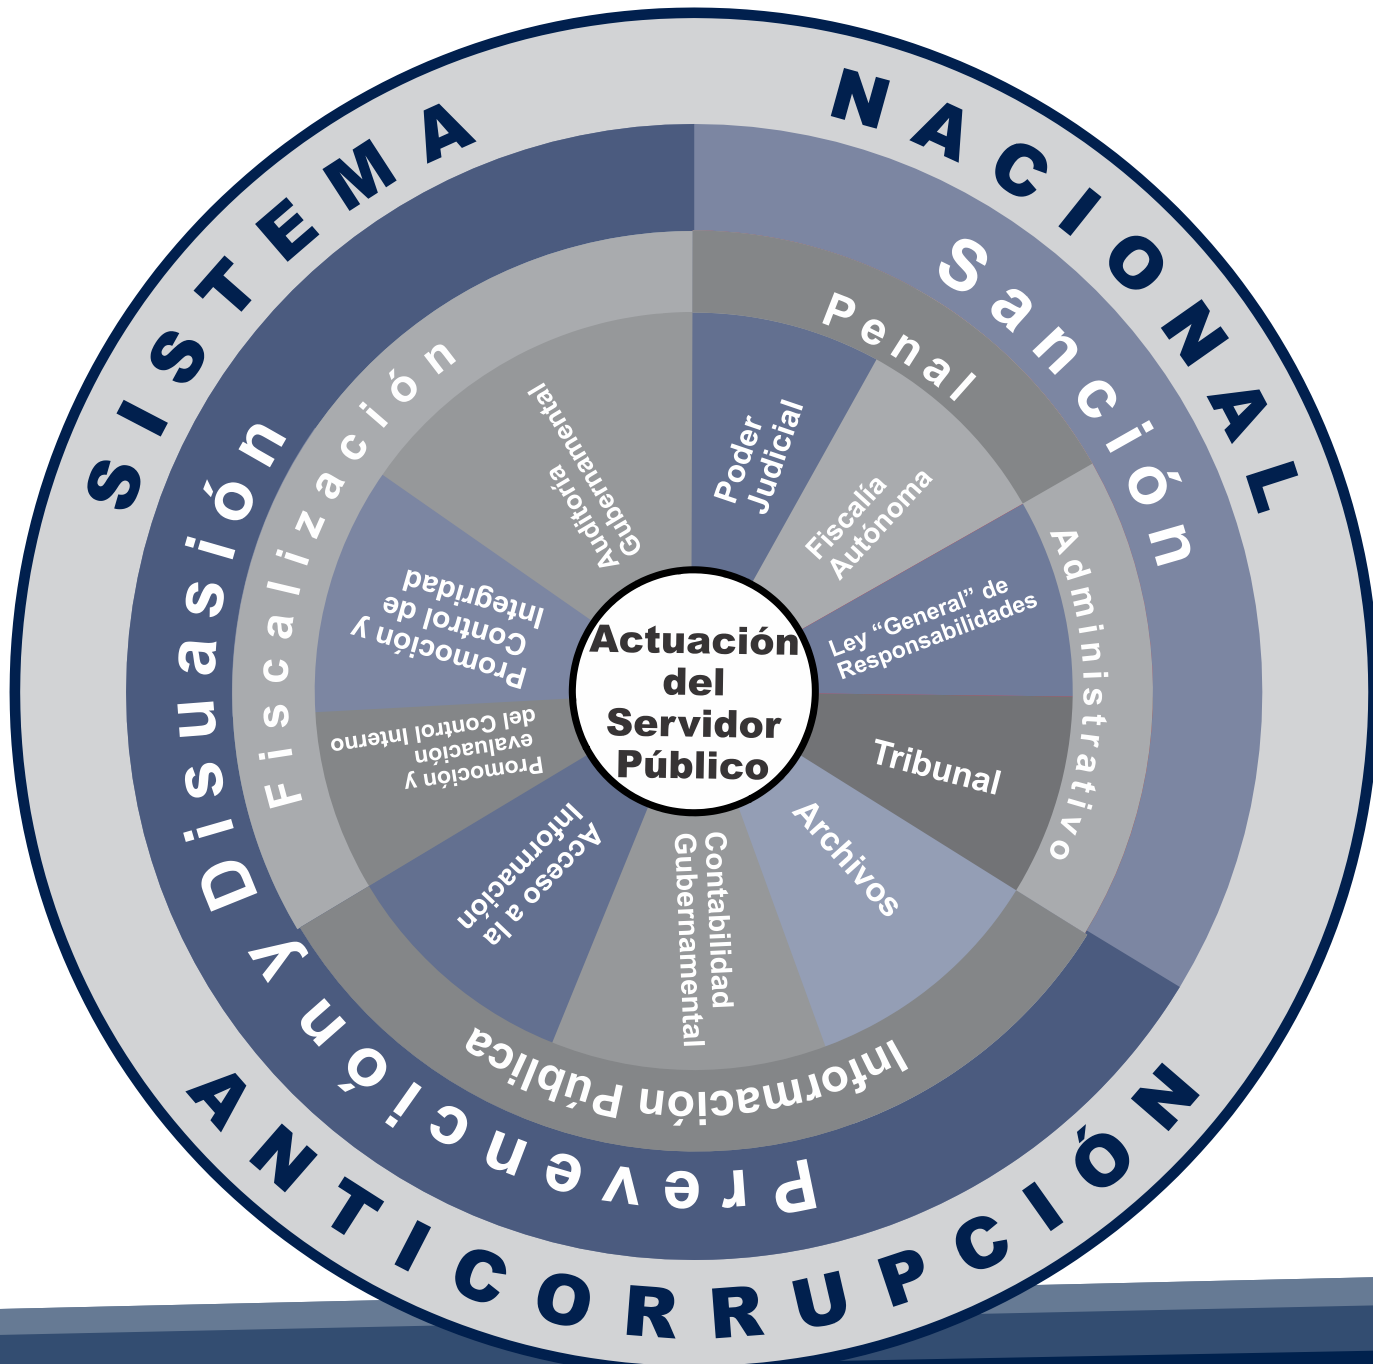 SISTEMA
NACIONAL
ANTICORRUPCIÓN
Sanción
Prevención y Disuasión
Penal
Administrativo
Información Pública
Fiscalización
Poder
Judicial
Fiscalía
Autónoma
Ley “General” de
Responsabilidades
Tribunal
Archivos
Contabilidad
Gubernamental
Acceso a la
Información
Promoción y
evaluación
del Control Interno
Promoción y
Control de
Integridad
Auditoría
Gubernamental
Actuación
del
Servidor
Público